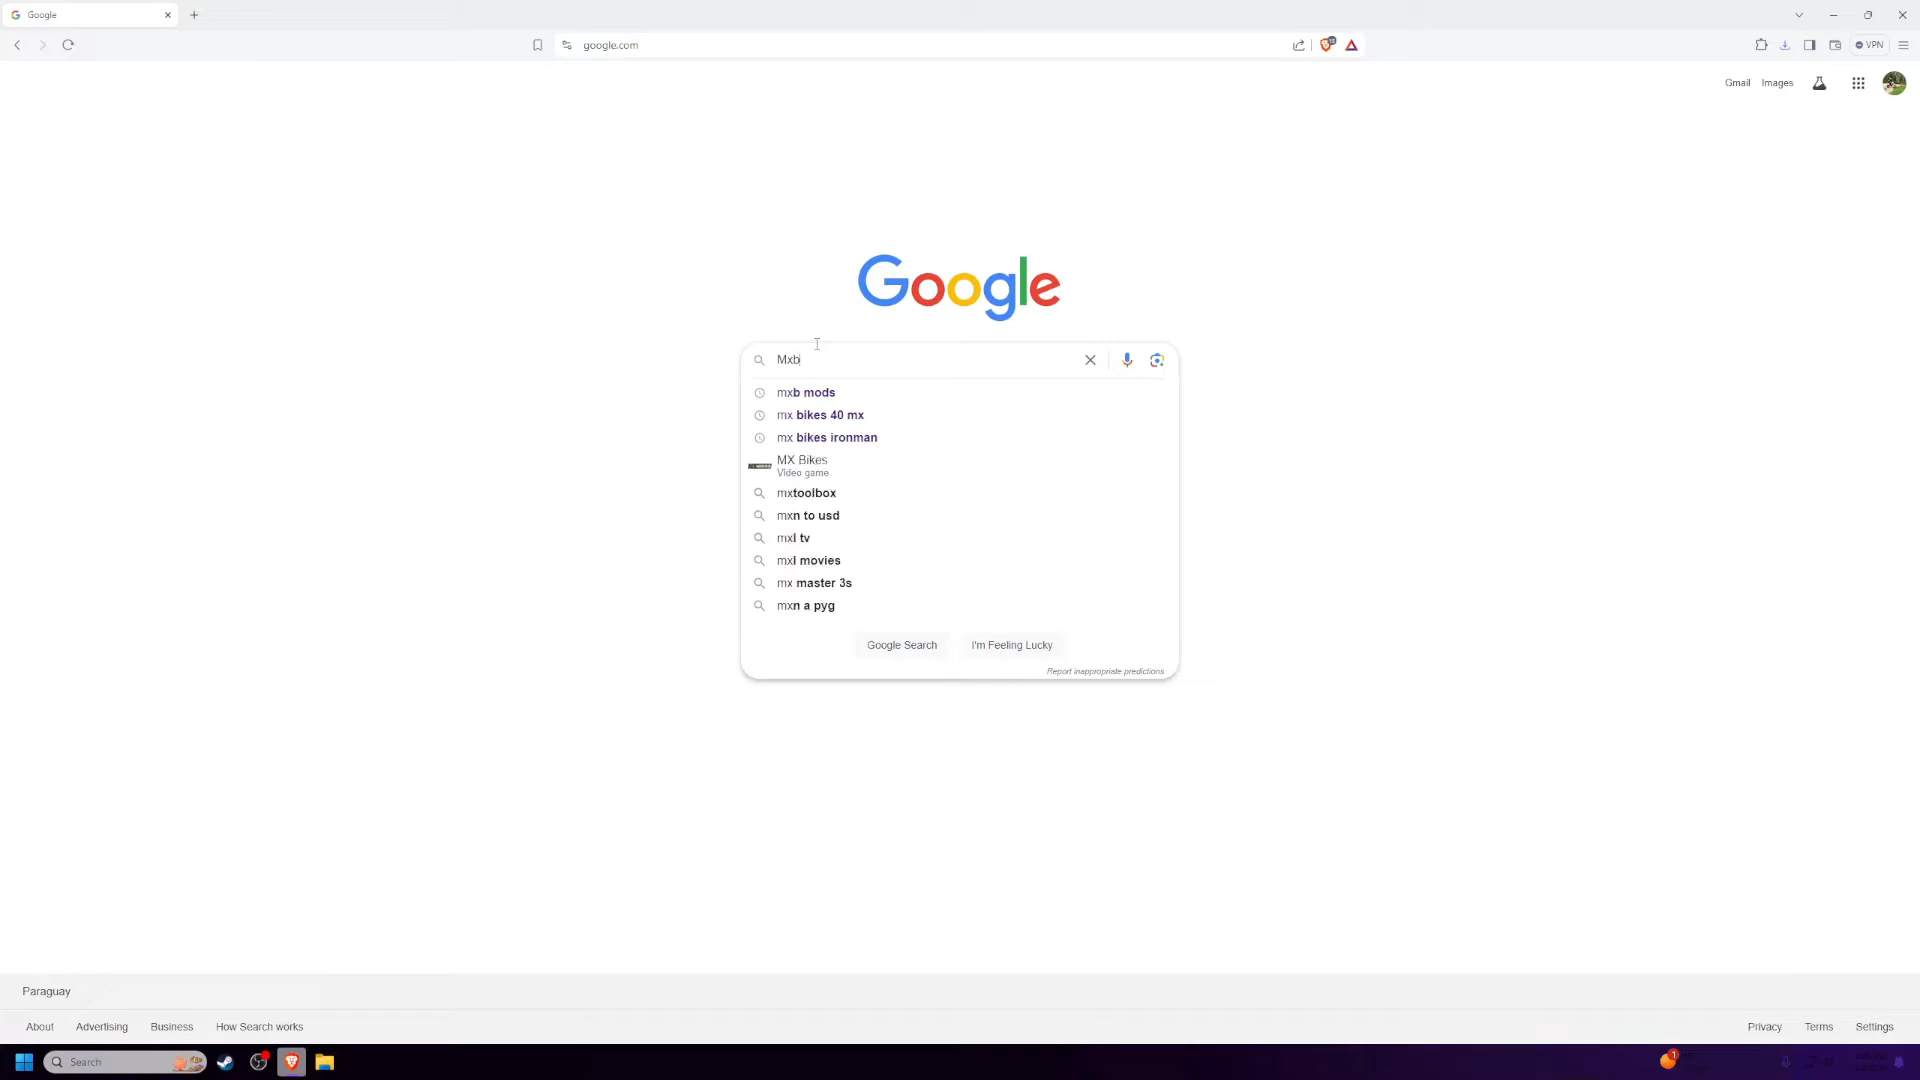 Google
google.com
VPN
Gmail Images
Google
Mxb
mxb mods
mx bikes 40 mx
mx bikes ironman
MX Bikes
Video game
mxtoolbox
mxn to usd
mxl tv
mxl movies
mx master 3s
mxn a pyg
Google Search I'm Feeling Lucky
Report inappropriate predictions
Paraguay
About Advertising Business How Search works Privacy Terms Settings
Search
1